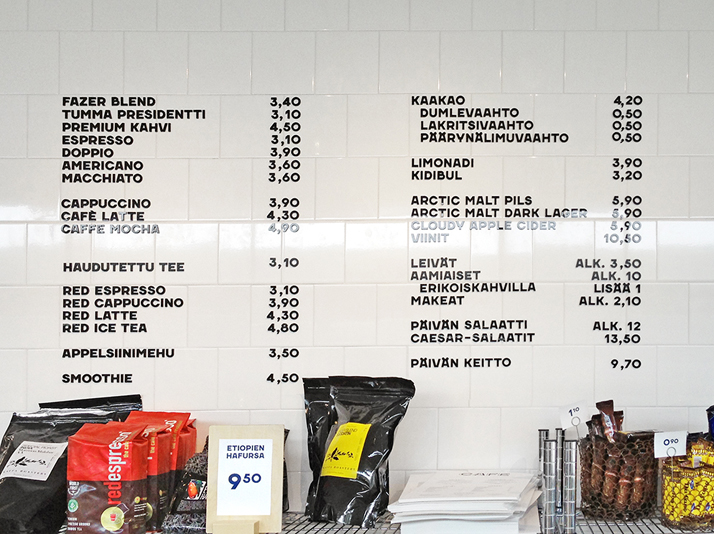 FAZER BLEND 3,40
TUMMA PRESIDENTTI 3,10
PREMIUM KAHVI 4,50
ESPRESSO 3,10
DOPPIO 3,90
AMERICANO 3,60
MACCHIATO 3,60
CAPPUCCINO 3,90
CAFÈ LATTE 4,30
CAFFE MOCHA 4,90
HAUDUTETTU TEE 3,10
RED ESPRESSO 3,10
RED CAPPUCCINO 3,90
RED LATTE 4,30
RED ICE TEA 4,80
APPELSIINIMEHU 3,50
SMOOTHIE 4,50
KAAKAO 4,20
DUMLEVAAHTO 0,50
LAKRITSIVAAHTO 0,50
PÄÄRYNÄLIMUVAAHTO 0,50
LIMONADI 3,90
KIDIBUL 3,20
ARCTIC MALT PILS 5,90
ARCTIC MALT DARK LAGER 5,90
CLOUDY APPLE CIDER 5,90
VIINIT 10,50
LEIVÄT ALK. 3,50
AAMIAISET ALK. 10
ERIKOISKAHVILLA LISÄÄ 1
MAKEAT ALK. 2,10
PÄIVÄN SALAATTI ALK. 12
CAESAR-SALAATIT 13,50
PÄIVÄN KEITTO 9,70
redespresso
ETIOPIEN
HAFURSA
9 50
CAFÉ
1 10
0 90